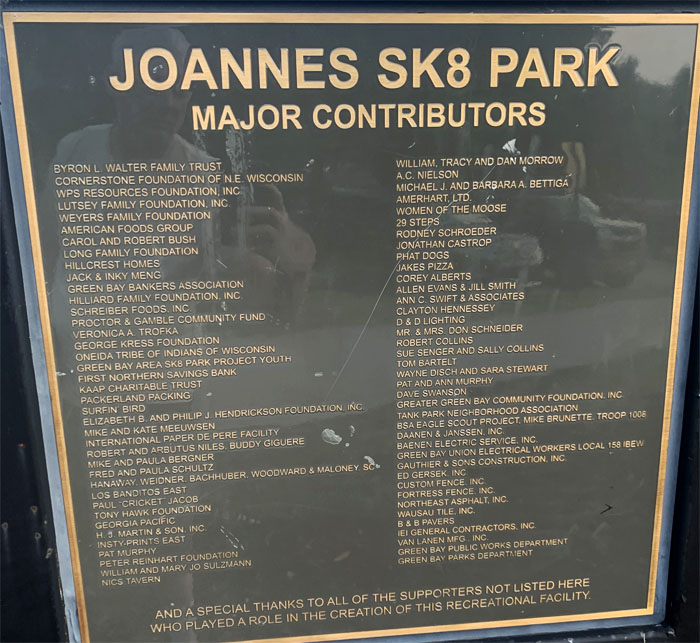 JOANNES SK8 PARK
MAJOR CONTRIBUTORS
BYRON L. WALTER FAMILY TRUST
CORNERSTONE FOUNDATION OF N.E. WISCONSIN
WPS RESOURCES FOUNDATION, INC.
LUTSEY FAMILY FOUNDATION, INC.
WEYERS FAMILY FOUNDATION
AMERICAN FOODS GROUP
CAROL AND ROBERT BUSH
LONG FAMILY FOUNDATION
HILLCREST HOMES
JACK & INKY MENG
GREEN BAY BANKERS ASSOCIATION
HILLIARD FAMILY FOUNDATION, INC.
SCHREIBER FOODS, INC.
PROCTOR & GAMBLE COMMUNITY FUND
VERONICA A. TROFKA
GEORGE KRESS FOUNDATION
ONEIDA TRIBE OF INDIANS OF WISCONSIN
GREEN BAY AREA SK8 PARK PROJECT YOUTH
FIRST NORTHERN SAVINGS BANK
KAAP CHARITABLE TRUST
PACKERLAND PACKING
SURFIN' BIRD
ELIZABETH B. AND PHILIP J. HENDRICKSON FOUNDATION, INC.
MIKE AND KATE MEEUWSEN
INTERNATIONAL PAPER DE PERE FACILITY
ROBERT AND ARBUTUS NILES, BUDDY GIGUERE
MIKE AND PAULA BERGNER
FRED AND PAULA SCHULTZ
HANAWAY, WEIDNER, BACHHUBER, WOODWARD & MALONEY, SC
LOS BANDITOS EAST
PAUL "CRICKET" JACOB
TONY HAWK FOUNDATION
GEORGIA PACIFIC
H. J. MARTIN & SON, INC.
INSTY-PRINTS EAST
PAT MURPHY
PETER REINHART FOUNDATION
WILLIAM AND MARY JO SULZMANN
NICS TAVERN
WILLIAM, TRACY AND DAN MORROW
A.C. NIELSON
MICHAEL J. AND BARBARA A. BETTIGA
AMERHART, LTD.
WOMEN OF THE MOOSE
29 STEPS
RODNEY SCHROEDER
JONATHAN CASTROP
PHAT DOGS
JAKES PIZZA
COREY ALBERTS
ALLEN EVANS & JILL SMITH
ANN C. SWIFT & ASSOCIATES
CLAYTON HENNESSEY
D & D LIGHTING
MR. & MRS. DON SCHNEIDER
ROBERT COLLINS
SUE SENGER AND SALLY COLLINS
TOM BARTELT
WAYNE DISCH AND SARA STEWART
PAT AND ANN MURPHY
DAVE SWANSON
GREATER GREEN BAY COMMUNITY FOUNDATION, INC.
TANK PARK NEIGHBORHOOD ASSOCIATION
BSA EAGLE SCOUT PROJECT, MIKE BRUNETTE, TROOP 1008
DAANEN & JANSSEN, INC.
BAENEN ELECTRIC SERVICE, INC.
GREEN BAY UNION ELECTRICAL WORKERS LOCAL 158 IBEW
GAUTHIER & SONS CONSTRUCTION, INC.
ED GERSEK, INC.
CUSTOM FENCE, INC.
FORTRESS FENCE, INC.
NORTHEAST ASPHALT, INC.
WAUSAU TILE, INC.
B & B PAVERS
IEI GENERAL CONTRACTORS, INC.
VAN LANEN MFG., INC.
GREEN BAY PUBLIC WORKS DEPARTMENT
GREEN BAY PARKS DEPARTMENT
AND A SPECIAL THANKS TO ALL OF THE SUPPORTERS NOT LISTED HERE
WHO PLAYED A ROLE IN THE CREATION OF THIS RECREATIONAL FACILITY.